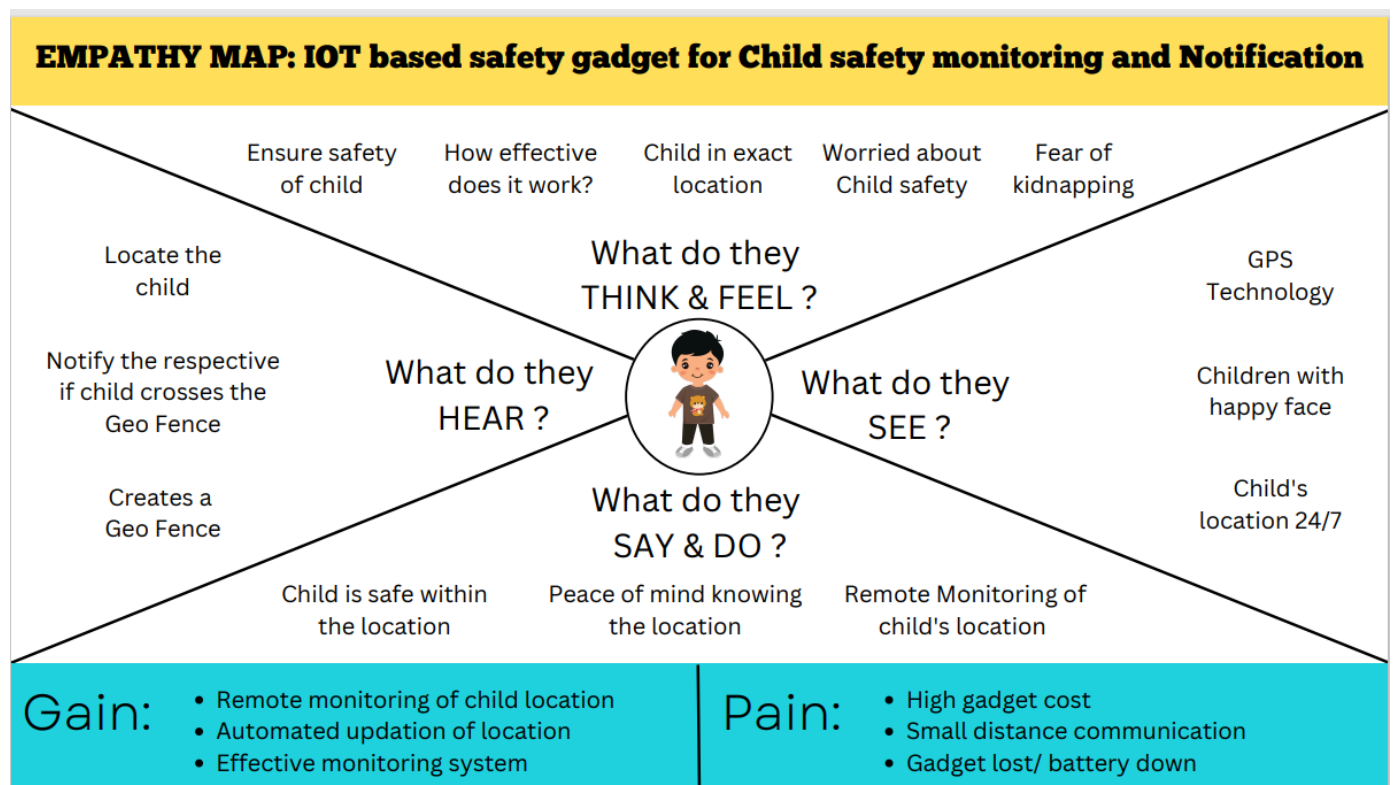 EMPATHY MAP: IOT based safety gadget for Child safety monitoring and Notification
Ensure safety
of child
How effective
does it work?
Child in exact
location
Worried about
Child safety
Fear of
kidnapping
What do they
THINK & FEEL ?
Locate the
child
Notify the respective
if child crosses the
Geo Fence
Creates a
Geo Fence
What do they
HEAR ?
What do they
SEE ?
GPS
Technology
Children with
happy face
Child's
location 24/7
What do they
SAY & DO ?
Child is safe within
the location
Peace of mind knowing
the location
Remote Monitoring of
child's location
Gain:
• Remote monitoring of child location
• Automated updation of location
• Effective monitoring system
Pain:
• High gadget cost
• Small distance communication
• Gadget lost/ battery down